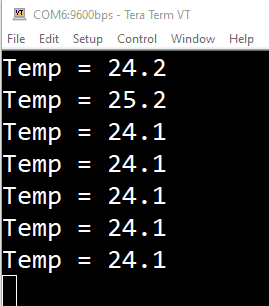 COM6:9600bps - Tera Term VT
File Edit Setup Control Window Help
Temp = 24.2
Temp = 25.2
Temp = 24.1
Temp = 24.1
Temp = 24.1
Temp = 24.1
Temp = 24.1